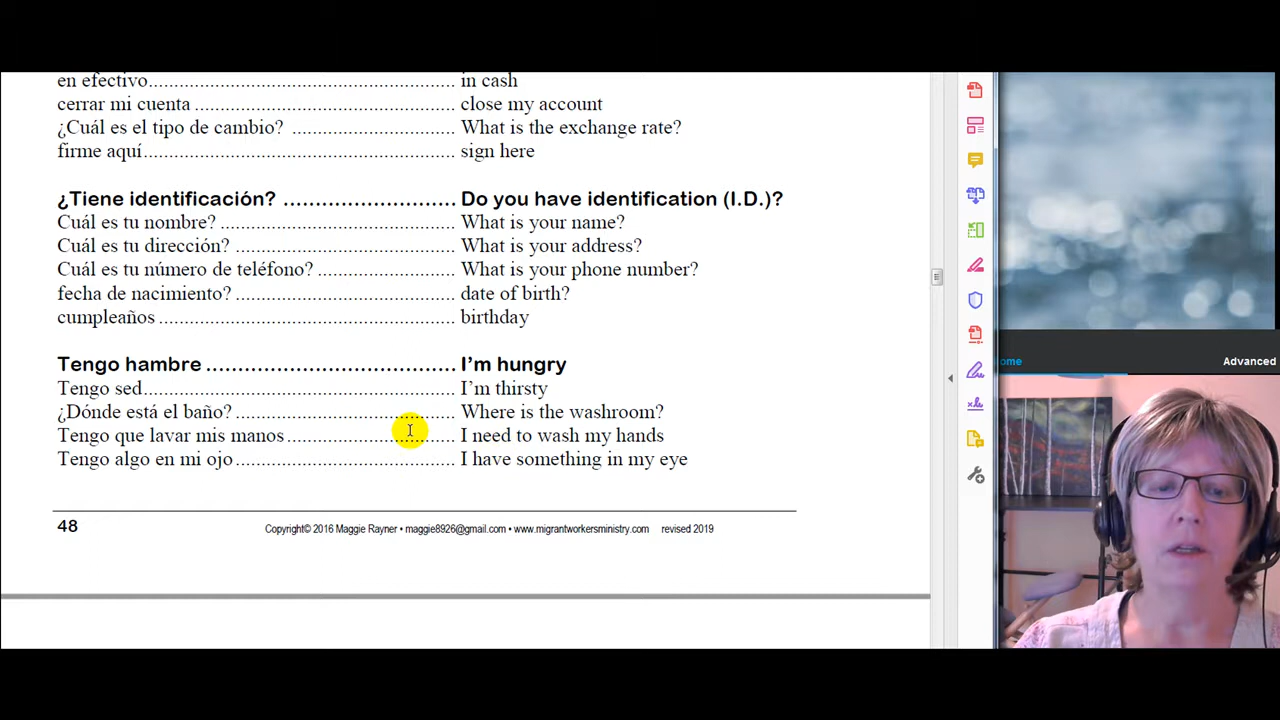 en efectivo.......................................................... in cash
cerrar mi cuenta ................................................. close my account
¿Cuál es el tipo de cambio? ............................... What is the exchange rate?
firme aquí........................................................... sign here
¿Tiene identificación? ........................... Do you have identification (I.D.)?
Cuál es tu nombre? ............................................. What is your name?
Cuál es tu dirección? .......................................... What is your address?
Cuál es tu número de teléfono? .......................... What is your phone number?
fecha de nacimiento? .......................................... date of birth?
cumpleaños ......................................................... birthday
Tengo hambre ....................................... I'm hungry
Tengo sed............................................................ I'm thirsty
¿Dónde está el baño? .......................................... Where is the washroom?
Tengo que lavar mis manos ................................ I need to wash my hands
Tengo algo en mi ojo .......................................... I have something in my eye
48 Copyright© 2016 Maggie Rayner • maggie8926@gmail.com • www.migrantworkersministry.com revised 2019
ome Advanced